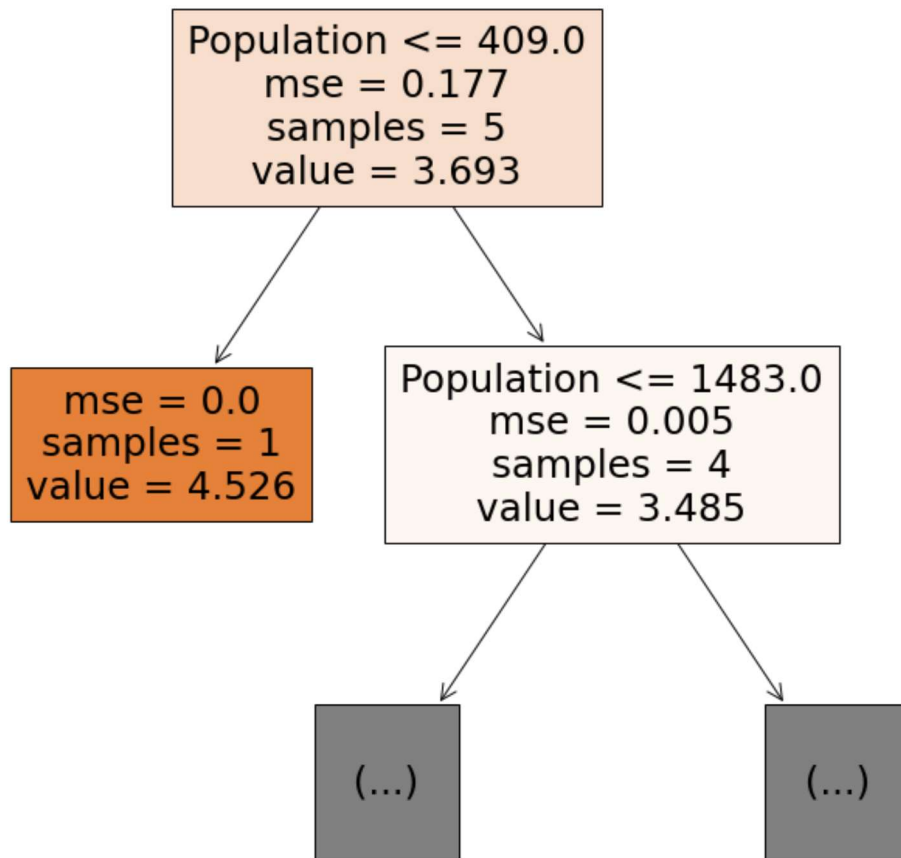 Population <= 409.0
mse = 0.177
samples = 5
value = 3.693
mse = 0.0
samples = 1
value = 4.526
Population <= 1483.0
mse = 0.005
samples = 4
value = 3.485
(...)
(...)